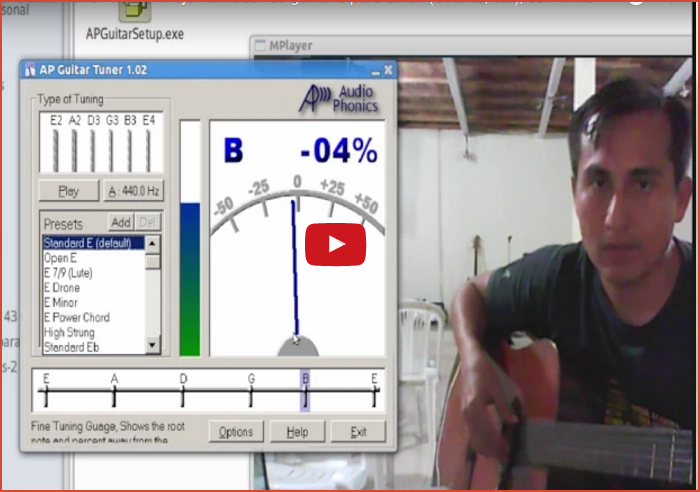 sonal
APGuitarSetup.exe
MPlayer
AP Guitar Tuner 1.02
Type of Tuning
E2 A2 D3 G3 B3 E4
Play
A : 440.0 Hz
Audio
Phonics
B -04%
-50 -25 0 +25 +50
Presets
Add
Del
Standard E (default)
Open E
E 7/9 (Lute)
E Drone
E Minor
E Power Chord
High Strung
Standard Eb
43
para
s-2
E A D G B E
Fine Tuning Guage, Shows the root
note and percent away from the
Options
Help
Exit